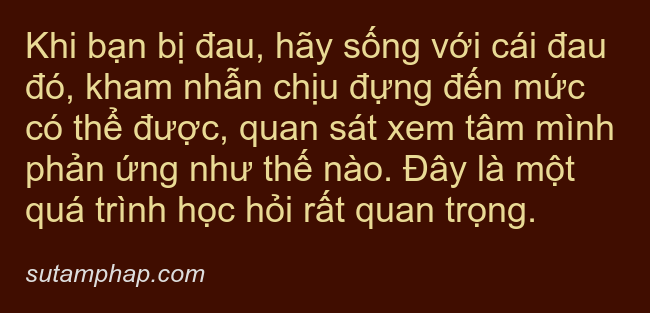 Khi bạn bị đau, hãy sống với cái đau
đó, kham nhẫn chịu đựng đến mức
có thể được, quan sát xem tâm mình
phản ứng như thế nào. Đây là một
quá trình học hỏi rất quan trọng.
sutamphap.com